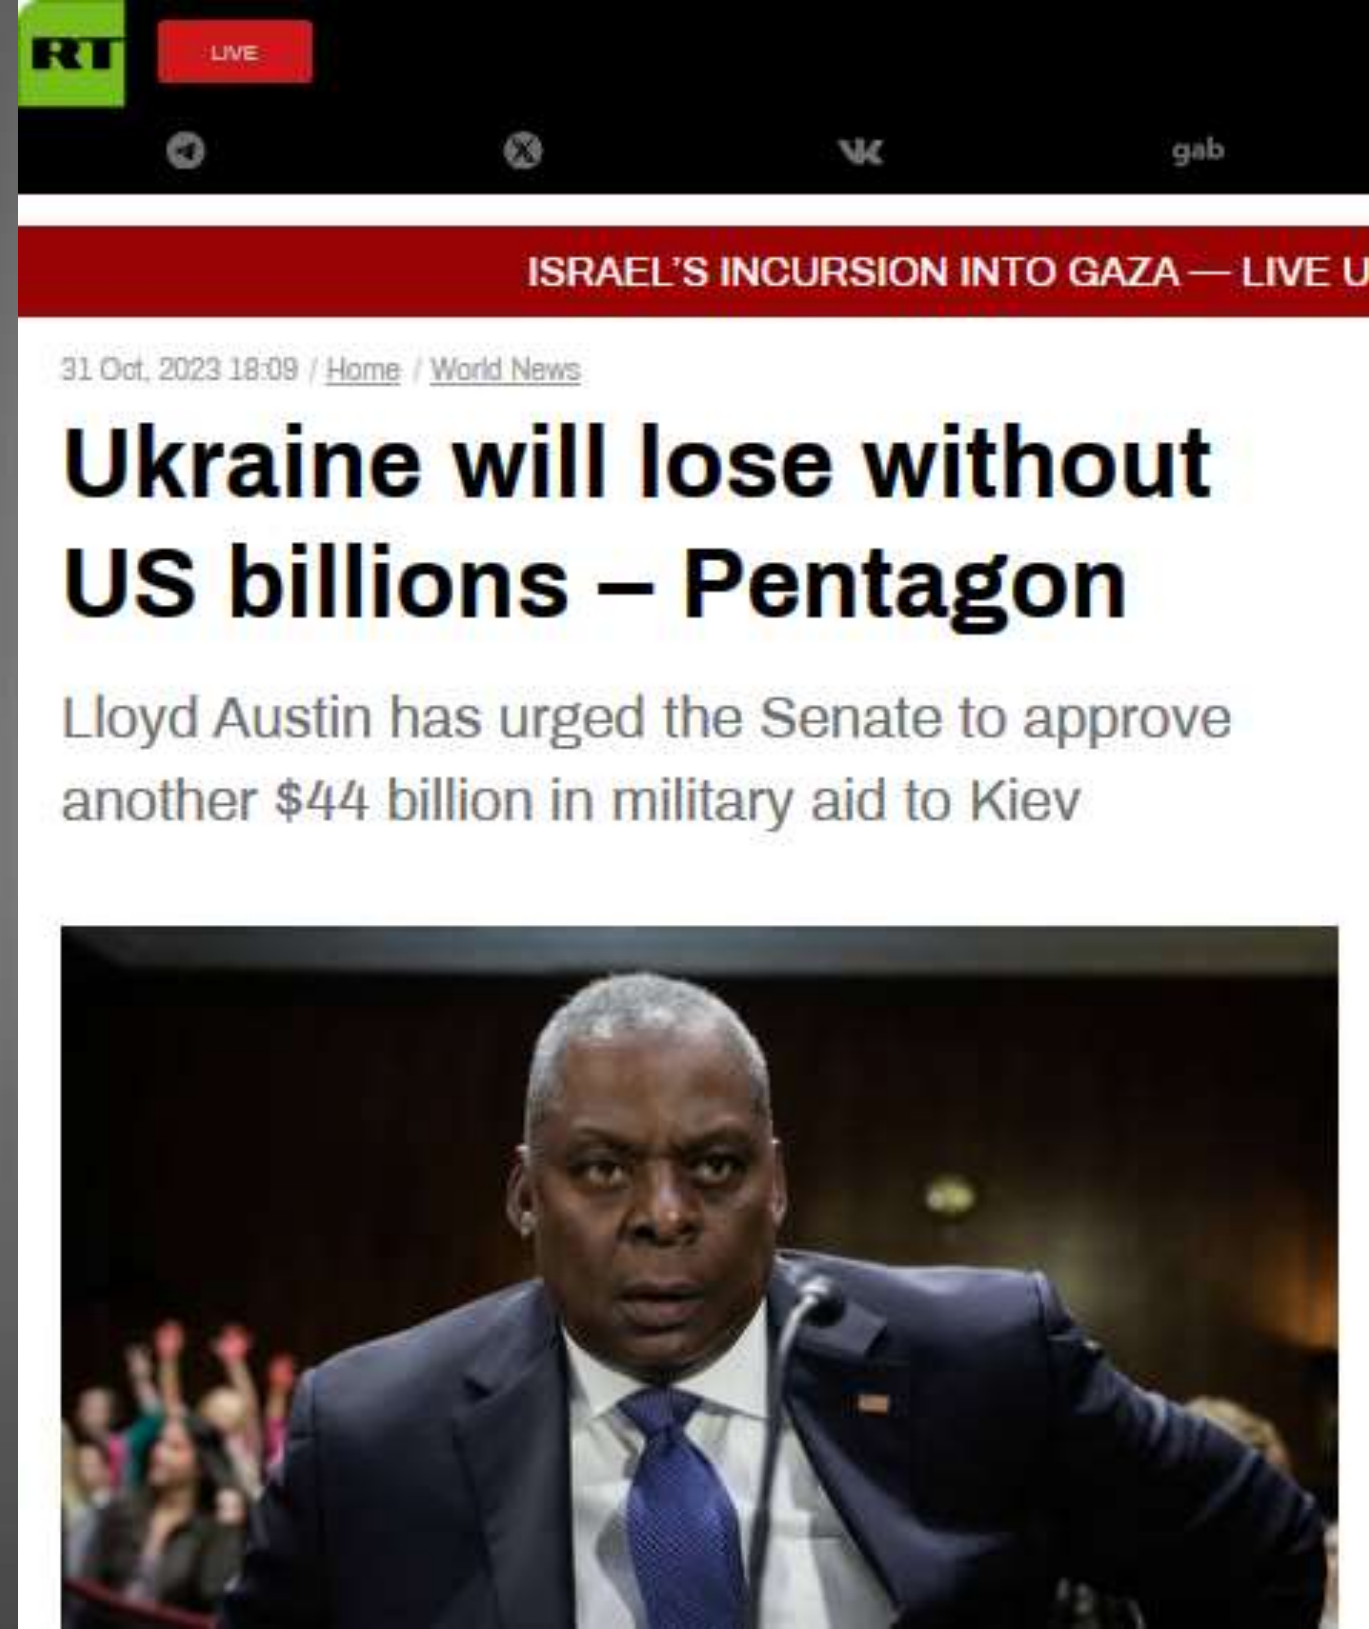 RT
LIVE
gab
ISRAEL'S INCURSION INTO GAZA — LIVE U
31 Oct, 2023 18:09 / Home / World News
Ukraine will lose without
US billions – Pentagon
Lloyd Austin has urged the Senate to approve
another $44 billion in military aid to Kiev